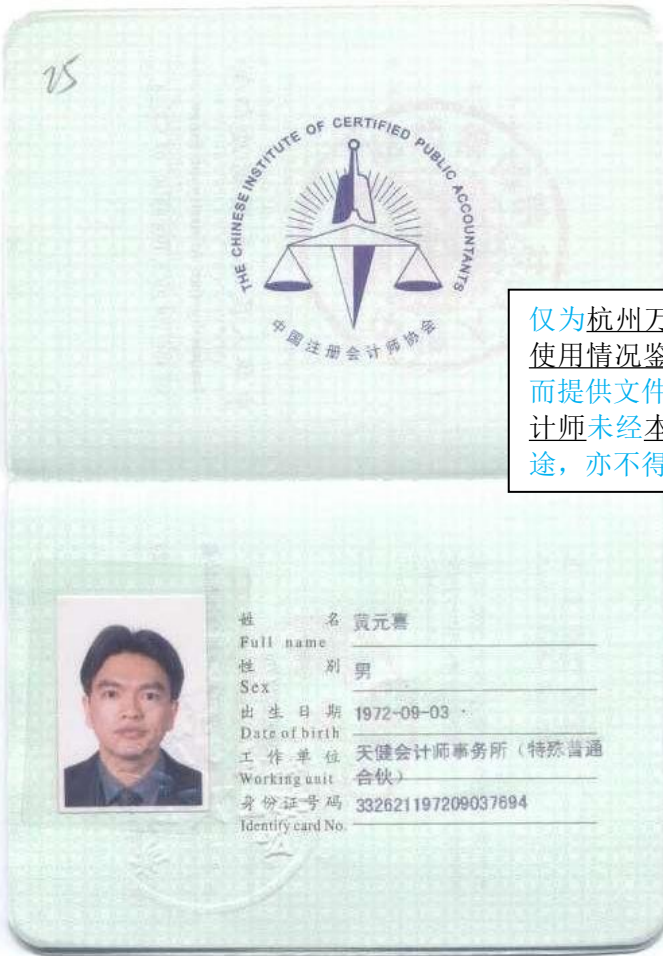 25
THE CHINESE INSTITUTE OF CERTIFIED PUBLIC ACCOUNTANTS
中国注册会计师协会
仅为杭州万
使用情况鉴
而提供文件
计师未经本
途，亦不得
姓 名 黄元喜
Full name
性 别 男
Sex
出生日期 1972-09-03
Date of birth
工作单位 天健会计师事务所（特殊普通
Working unit 合伙）
身份证号码 332621197209037694
Identity card No.